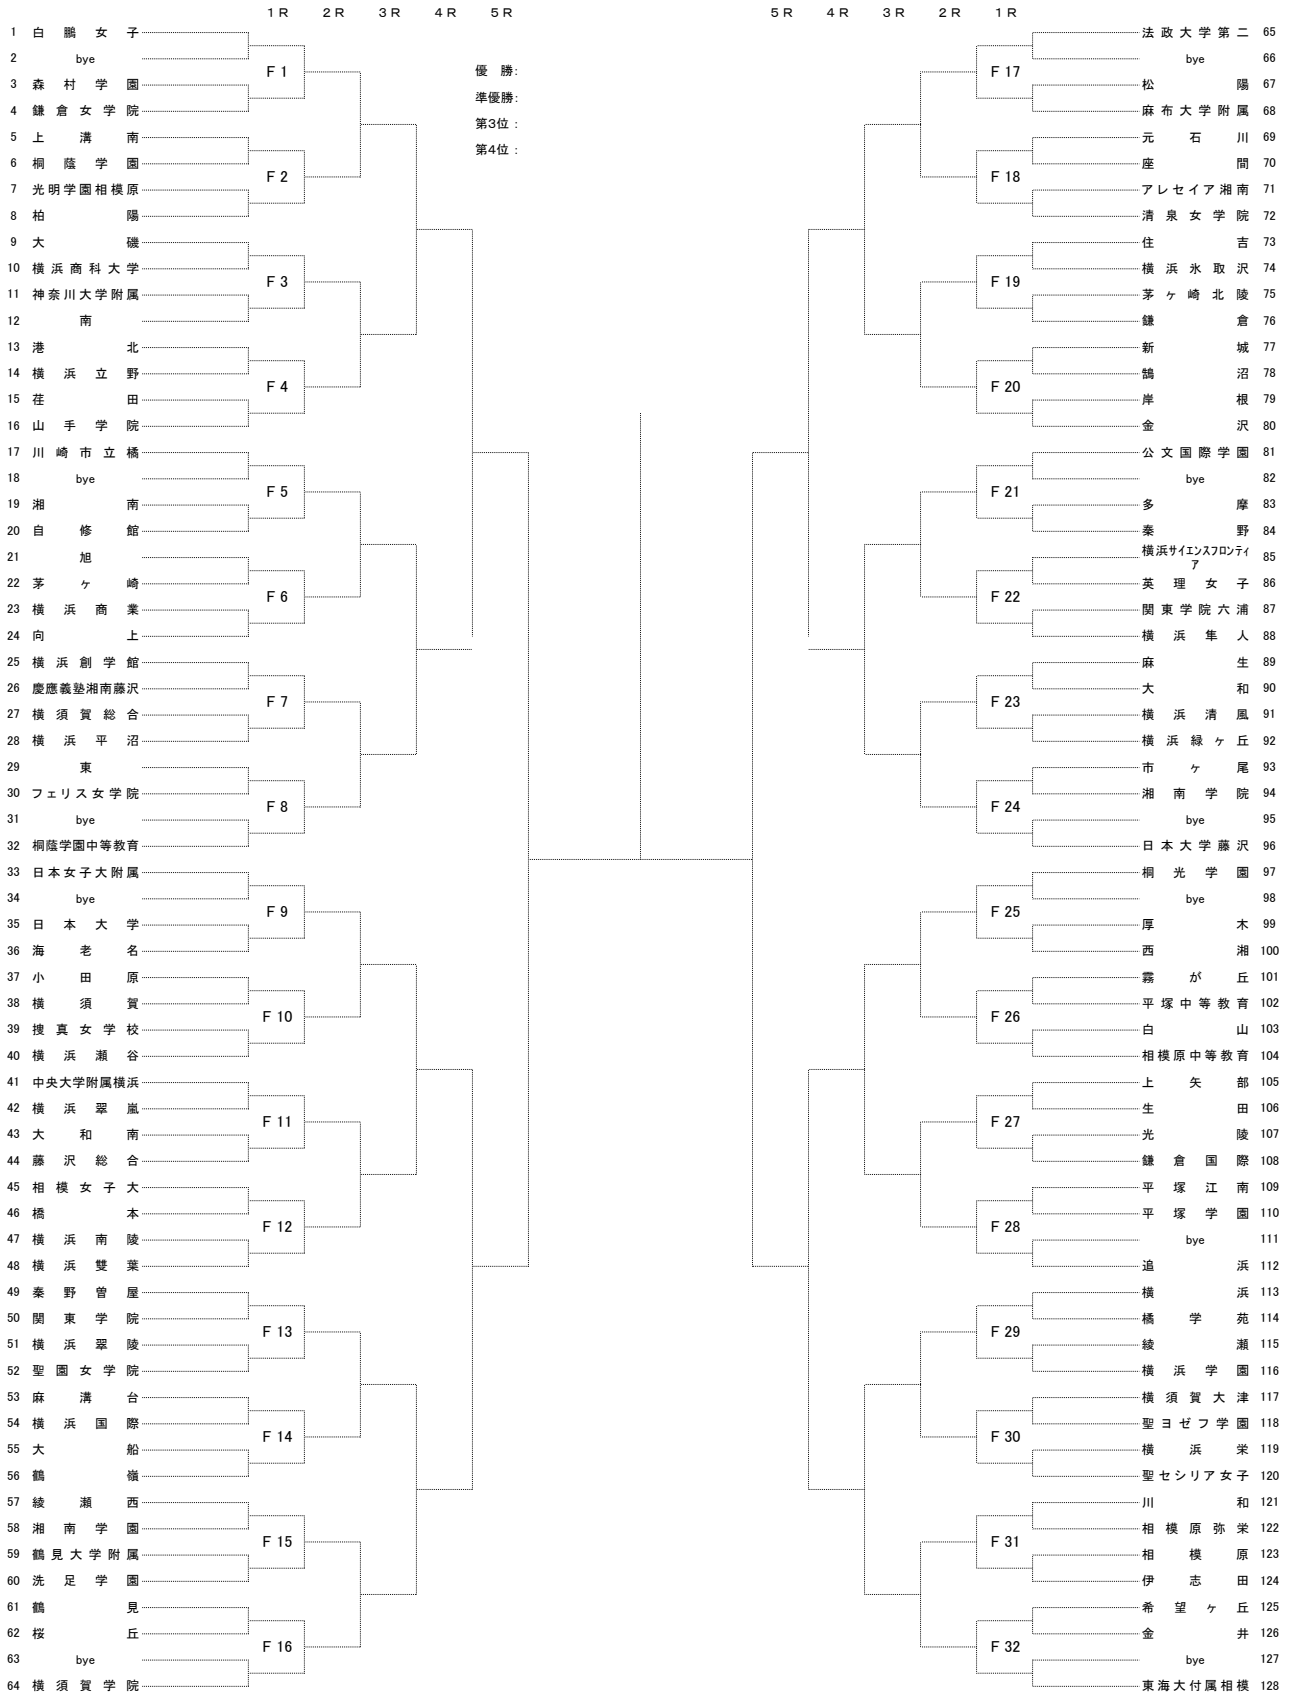 1R 2R 3R 4R 5R
5R 4R 3R 2R 1R
優 勝:
準優勝:
第3位:
第4位:
1 白鵬女子
2 bye
3 森村学園
4 鎌倉女学院
F 1
5 上溝南
6 桐蔭学園
7 光明学園相模原
8 柏陽
F 2
9 大磯
10 横浜商科大学
11 神奈川大学附属
12 南
F 3
13 港北
14 横浜立野
15 荏田
16 山手学院
F 4
17 川崎市立橘
18 bye
19 湘南
20 自修館
F 5
21 旭
22 茅ヶ崎
23 横浜商業
24 向上
F 6
25 横浜創学館
26 慶應義塾湘南藤沢
27 横須賀総合
28 横浜平沼
F 7
29 東
30 フェリス女学院
31 bye
32 桐蔭学園中等教育
F 8
33 日本女子大附属
34 bye
35 日本大学
36 海老名
F 9
37 小田原
38 横須賀
39 捜真女学校
40 横浜瀬谷
F 10
41 中央大学附属横浜
42 横浜翠嵐
43 大和南
44 藤沢総合
F 11
45 相模女子大
46 橋本
47 横浜南陵
48 横浜雙葉
F 12
49 秦野曽屋
50 関東学院
51 横浜翠陵
52 聖園女学院
F 13
53 麻溝台
54 横浜国際
55 大船
56 鶴嶺
F 14
57 綾瀬西
58 湘南学園
59 鶴見大学附属
60 洗足学園
F 15
61 鶴見
62 桜丘
63 bye
64 横須賀学院
F 16
法政大学第二 65
bye 66
松陽 67
麻布大学附属 68
F 17
元石川 69
座間 70
アレセイア湘南 71
清泉女学院 72
F 18
住吉 73
横浜氷取沢 74
茅ヶ崎北陵 75
鎌倉 76
F 19
新城 77
鵠沼 78
岸根 79
金沢 80
F 20
公文国際学園 81
bye 82
多摩 83
秦野 84
F 21
横浜サイエンスフロンティア 85
英理女子 86
関東学院六浦 87
横浜隼人 88
F 22
麻生 89
大和 90
横浜清風 91
横浜緑ヶ丘 92
F 23
市ヶ尾 93
湘南学院 94
bye 95
日本大学藤沢 96
F 24
桐光学園 97
bye 98
厚木 99
西湘 100
F 25
霧が丘 101
平塚中等教育 102
白山 103
相模原中等教育 104
F 26
上矢部 105
生田 106
光陵 107
鎌倉国際 108
F 27
平塚江南 109
平塚学園 110
bye 111
追浜 112
F 28
横浜 113
橘学苑 114
綾瀬 115
横浜学園 116
F 29
横須賀大津 117
聖ヨゼフ学園 118
横浜栄 119
聖セシリア女子 120
F 30
川和 121
相模原弥栄 122
相模原 123
伊志田 124
F 31
希望ヶ丘 125
金井 126
bye 127
東海大付属相模 128
F 32